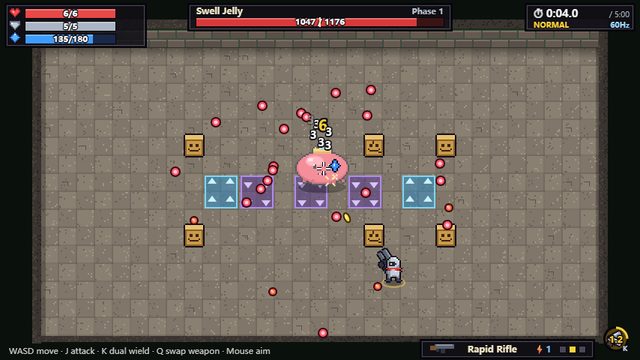 6/6
5/5
135/180
Swell Jelly
Phase 1
1047 / 1176
0:04.0
/ 5:00
NORMAL
60Hz
3
6
3
3
3
3
WASD move · J attack · K dual wield · Q swap weapon · Mouse aim
Rapid Rifle
1
1·2
K